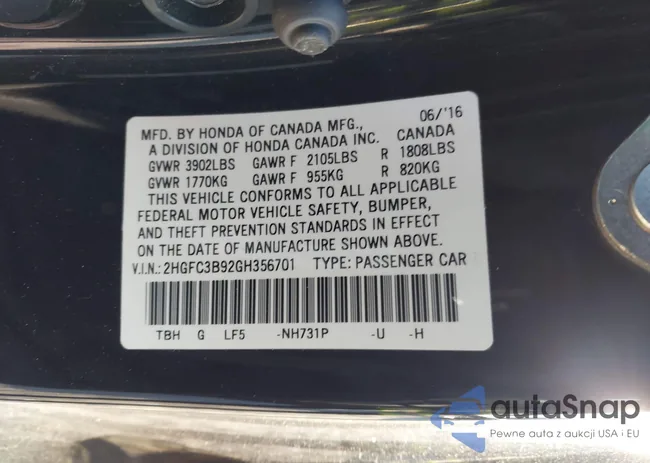 06/'16
MFD. BY HONDA OF CANADA MFG.,
A DIVISION OF HONDA CANADA INC. CANADA
GVWR 3902LBS GAWR F 2105LBS R 1808LBS
GVWR 1770KG GAWR F 955KG R 820KG
THIS VEHICLE CONFORMS TO ALL APPLICABLE
FEDERAL MOTOR VEHICLE SAFETY, BUMPER,
AND THEFT PREVENTION STANDARDS IN EFFECT
ON THE DATE OF MANUFACTURE SHOWN ABOVE.
V.I.N.: 2HGFC3B92GH356701 TYPE: PASSENGER CAR
TBH G LF5 -NH731P -U -H
autaSnap
Pewne auta z aukcji USA i EU